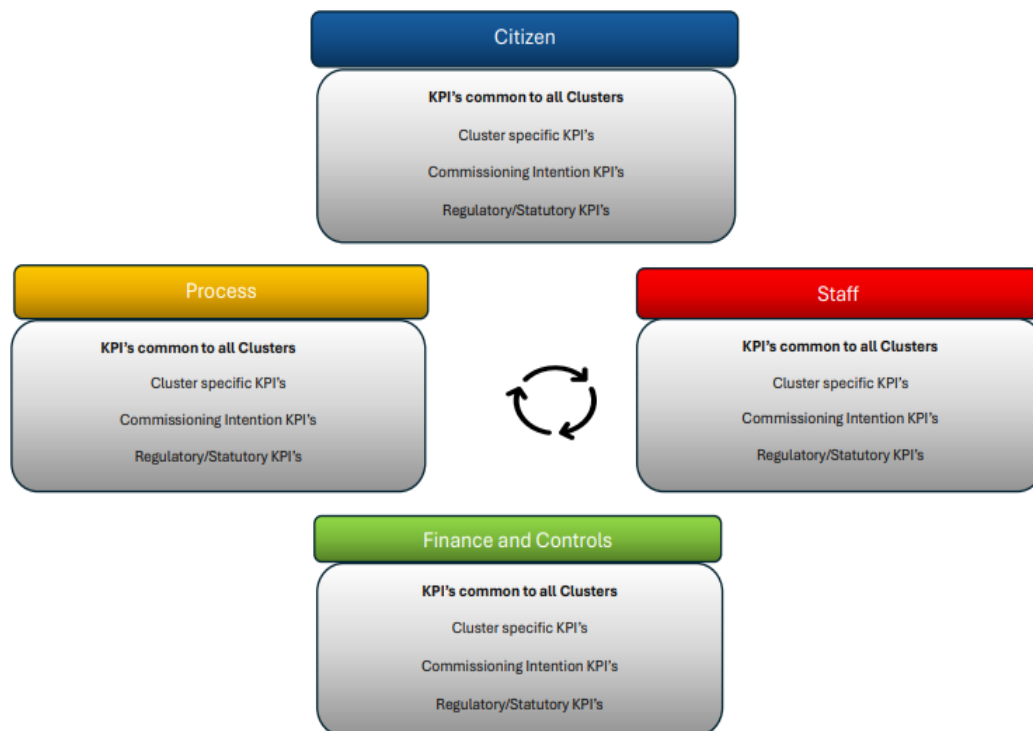 Citizen
KPI's common to all Clusters
Cluster specific KPI's
Commissioning Intention KPI's
Regulatory/Statutory KPI's
Process
KPI's common to all Clusters
Cluster specific KPI's
Commissioning Intention KPI's
Regulatory/Statutory KPI's
Staff
KPI's common to all Clusters
Cluster specific KPI's
Commissioning Intention KPI's
Regulatory/Statutory KPI's
Finance and Controls
KPI's common to all Clusters
Cluster specific KPI's
Commissioning Intention KPI's
Regulatory/Statutory KPI's